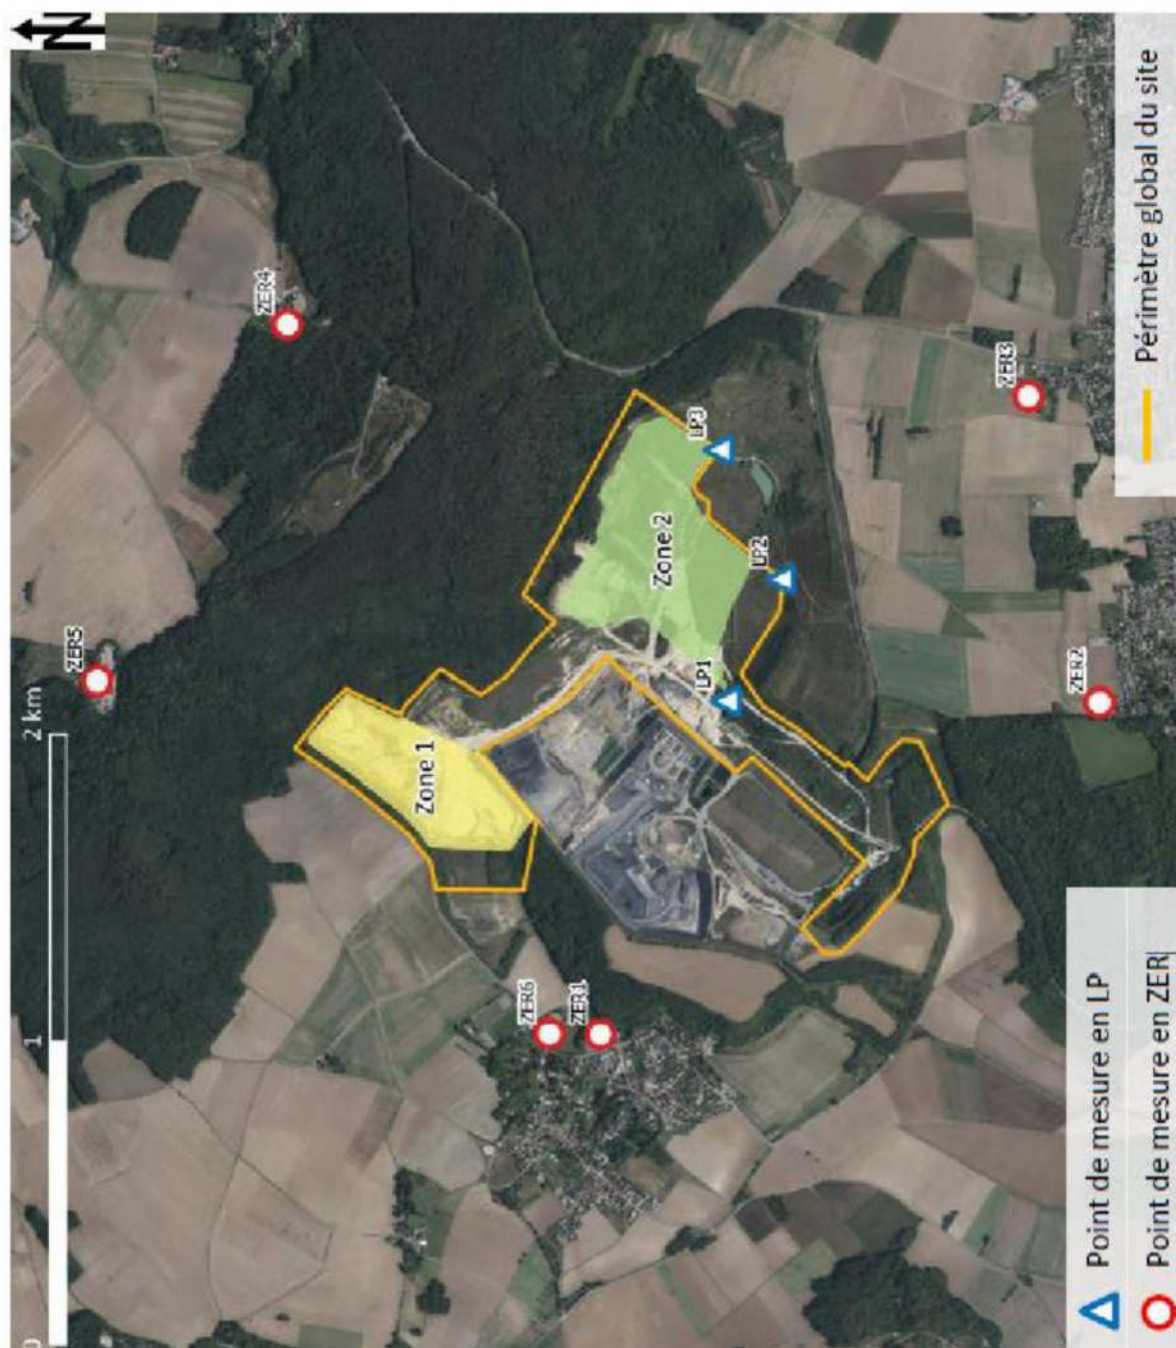 N
0 1 2 km
ZER5
ZER4
Zone 1
Zone 2
LP3
LP2
LP1
ZER6
ZER1
ZER3
ZER2
Point de mesure en LP
Point de mesure en ZER
Périmètre global du site